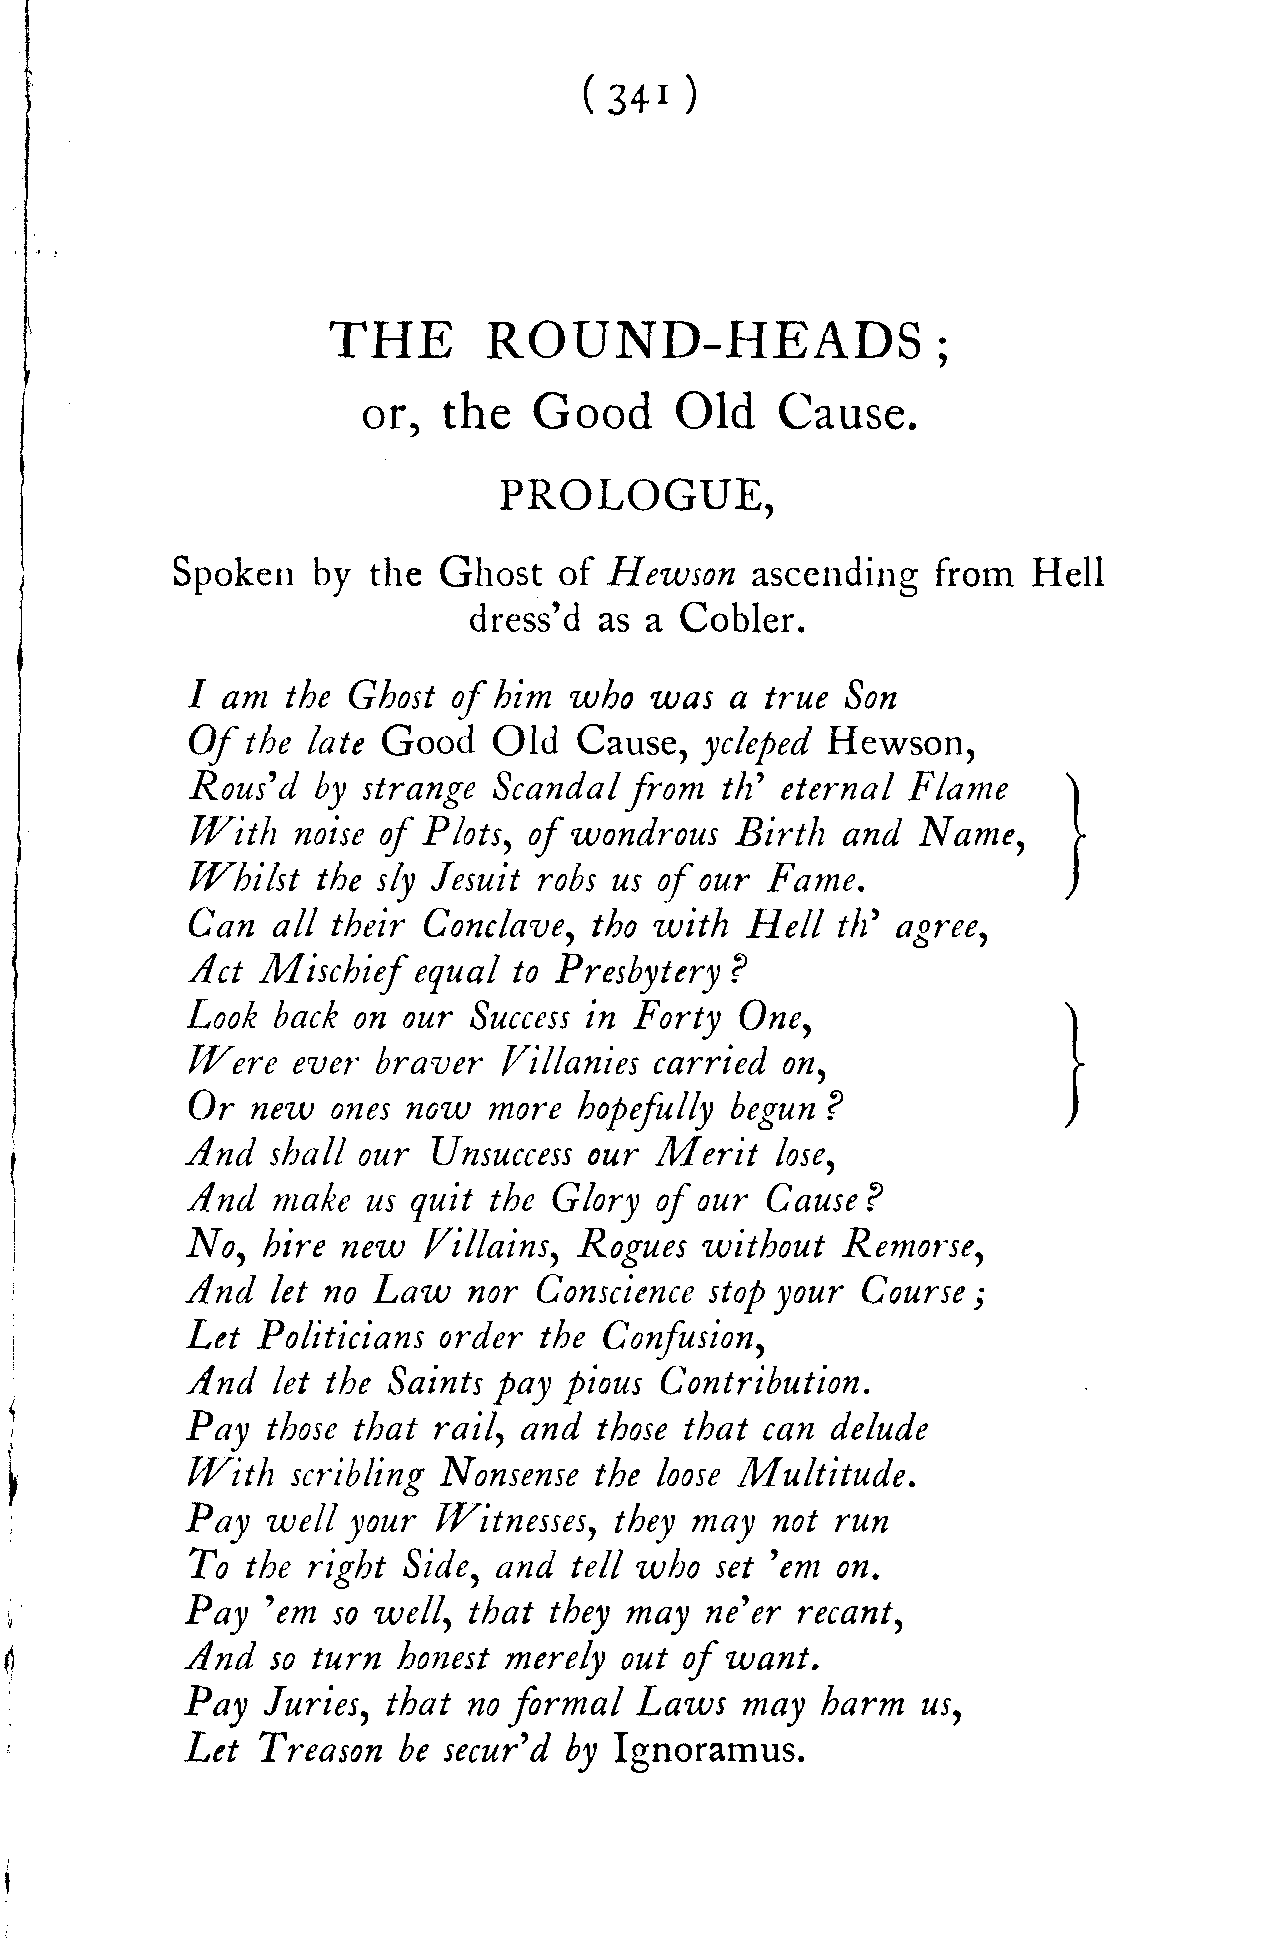 ( 341 )
THE ROUND-HEADS;
or, the Good Old Cause.
PROLOGUE,
Spoken by the Ghost of Hewson ascending from Hell
dress'd as a Cobler.
I am the Ghost of him who was a true Son
Of the late Good Old Cause, ycleped Hewson,
Rous'd by strange Scandal from th' eternal Flame
With noise of Plots, of wondrous Birth and Name,
Whilst the sly Jesuit robs us of our Fame.
Can all their Conclave, tho with Hell th' agree,
Act Mischief equal to Presbytery?
Look back on our Success in Forty One,
Were ever braver Villanies carried on,
Or new ones now more hopefully begun?
And shall our Unsuccess our Merit lose,
And make us quit the Glory of our Cause?
No, hire new Villains, Rogues without Remorse,
And let no Law nor Conscience stop your Course;
Let Politicians order the Confusion,
And let the Saints pay pious Contribution.
Pay those that rail, and those that can delude
With scribling Nonsense the loose Multitude.
Pay well your Witnesses, they may not run
To the right Side, and tell who set 'em on.
Pay 'em so well, that they may ne'er recant,
And so turn honest merely out of want.
Pay Juries, that no formal Laws may harm us,
Let Treason be secur'd by Ignoramus.